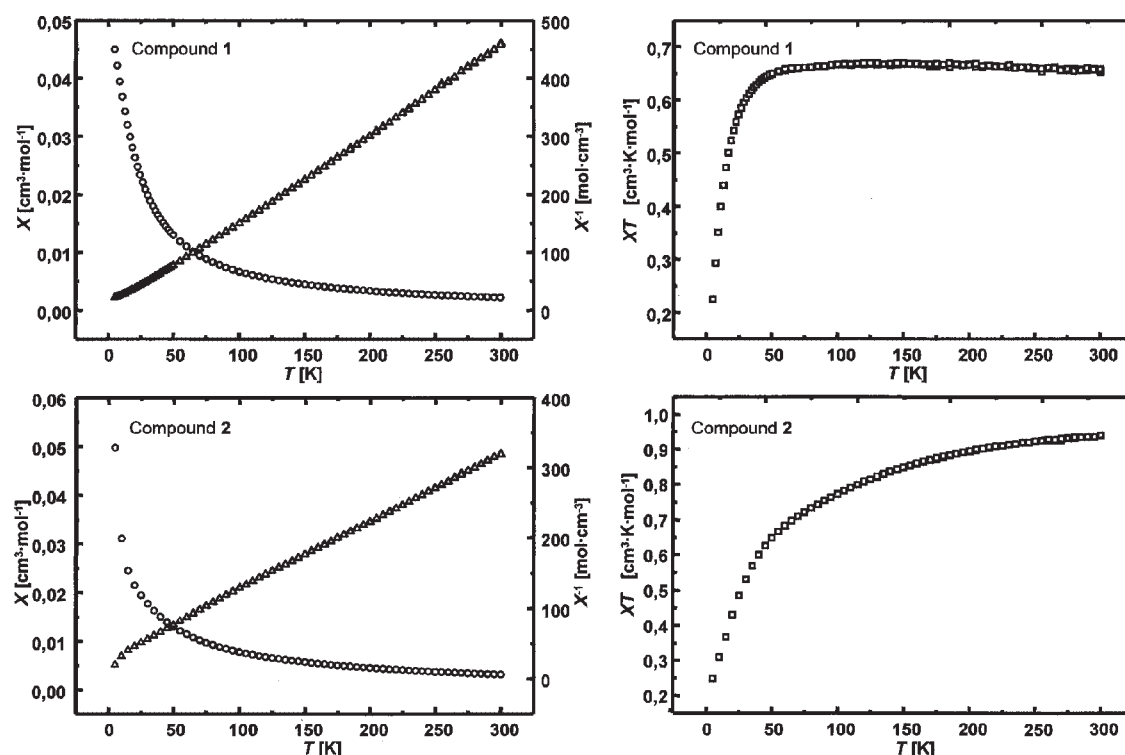 Compound 1
0,05
0,04
0,03
0,02
0,01
0,00
X [cm³·mol⁻¹]
500
400
300
200
100
0
X⁻¹ [mol·cm⁻³]
0 50 100 150 200 250 300
T [K]
Compound 1
0,7
0,6
0,5
0,4
0,3
0,2
XT [cm³·K·mol⁻¹]
0 50 100 150 200 250 300
T [K]
Compound 2
0,06
0,05
0,04
0,03
0,02
0,01
0,00
X [cm³·mol⁻¹]
400
300
200
100
0
X⁻¹ [mol·cm⁻³]
0 50 100 150 200 250 300
T [K]
Compound 2
1,0
0,9
0,8
0,7
0,6
0,5
0,4
0,3
0,2
XT [cm³·K·mol⁻¹]
0 50 100 150 200 250 300
T [K]